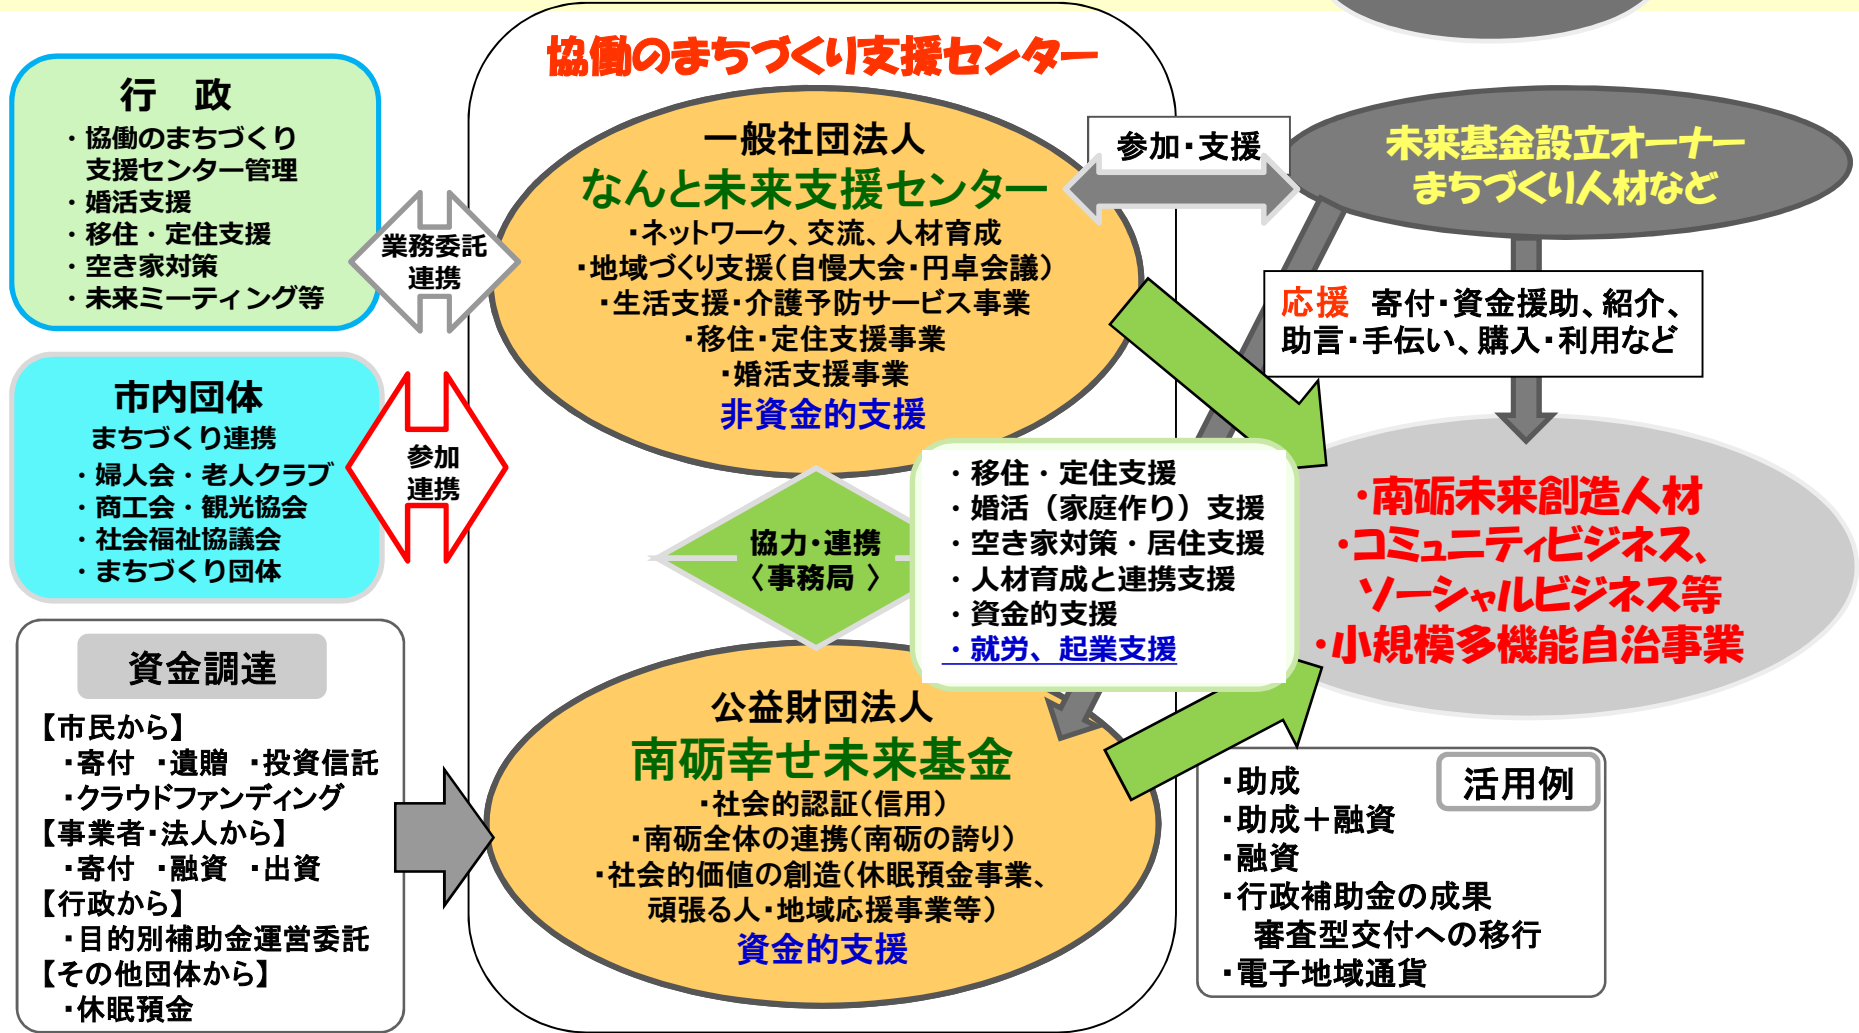 協働のまちづくり支援センター
行　政
・協働のまちづくり
支援センター管理
・婚活支援
・移住・定住支援
・空き家対策
・未来ミーティング等
業務委託
連携
市内団体
まちづくり連携
・婦人会・老人クラブ
・商工会・観光協会
・社会福祉協議会
・まちづくり団体
参加
連携
資金調達
【市民から】
・寄付　・遺贈　・投資信託
・クラウドファンディング
【事業者・法人から】
・寄付　・融資　・出資
【行政から】
・目的別補助金運営委託
【その他団体から】
・休眠預金
一般社団法人
なんと未来支援センター
・ネットワーク、交流、人材育成
・地域づくり支援(自慢大会・円卓会議)
・生活支援・介護予防サービス事業
・移住・定住支援事業
・婚活支援事業
非資金的支援
協力・連携
〈事務局 〉
公益財団法人
南砺幸せ未来基金
・社会的認証(信用)
・南砺全体の連携(南砺の誇り)
・社会的価値の創造(休眠預金事業、
頑張る人・地域応援事業等)
資金的支援
・移住・定住支援
・婚活（家庭作り）支援
・空き家対策・居住支援
・人材育成と連携支援
・資金的支援
・就労、起業支援
参加・支援
未来基金設立オーナー
まちづくり人材など
応援　寄付・資金援助、紹介、
助言・手伝い、購入・利用など
・南砺未来創造人材
・コミュニティビジネス、
ソーシャルビジネス等
・小規模多機能自治事業
活用例
・助成
・助成＋融資
・融資
・行政補助金の成果
審査型交付への移行
・電子地域通貨